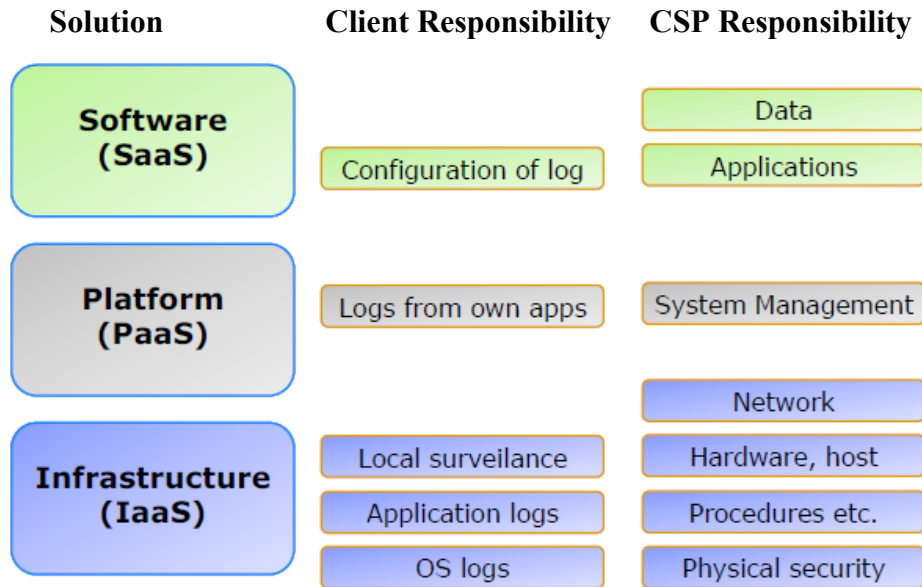 Solution Client Responsibility CSP Responsibility
Software
(SaaS)
Data
Configuration of log
Applications
Platform
(PaaS)
Logs from own apps
System Management
Infrastructure
(IaaS)
Network
Local surveilance
Hardware, host
Application logs
Procedures etc.
OS logs
Physical security